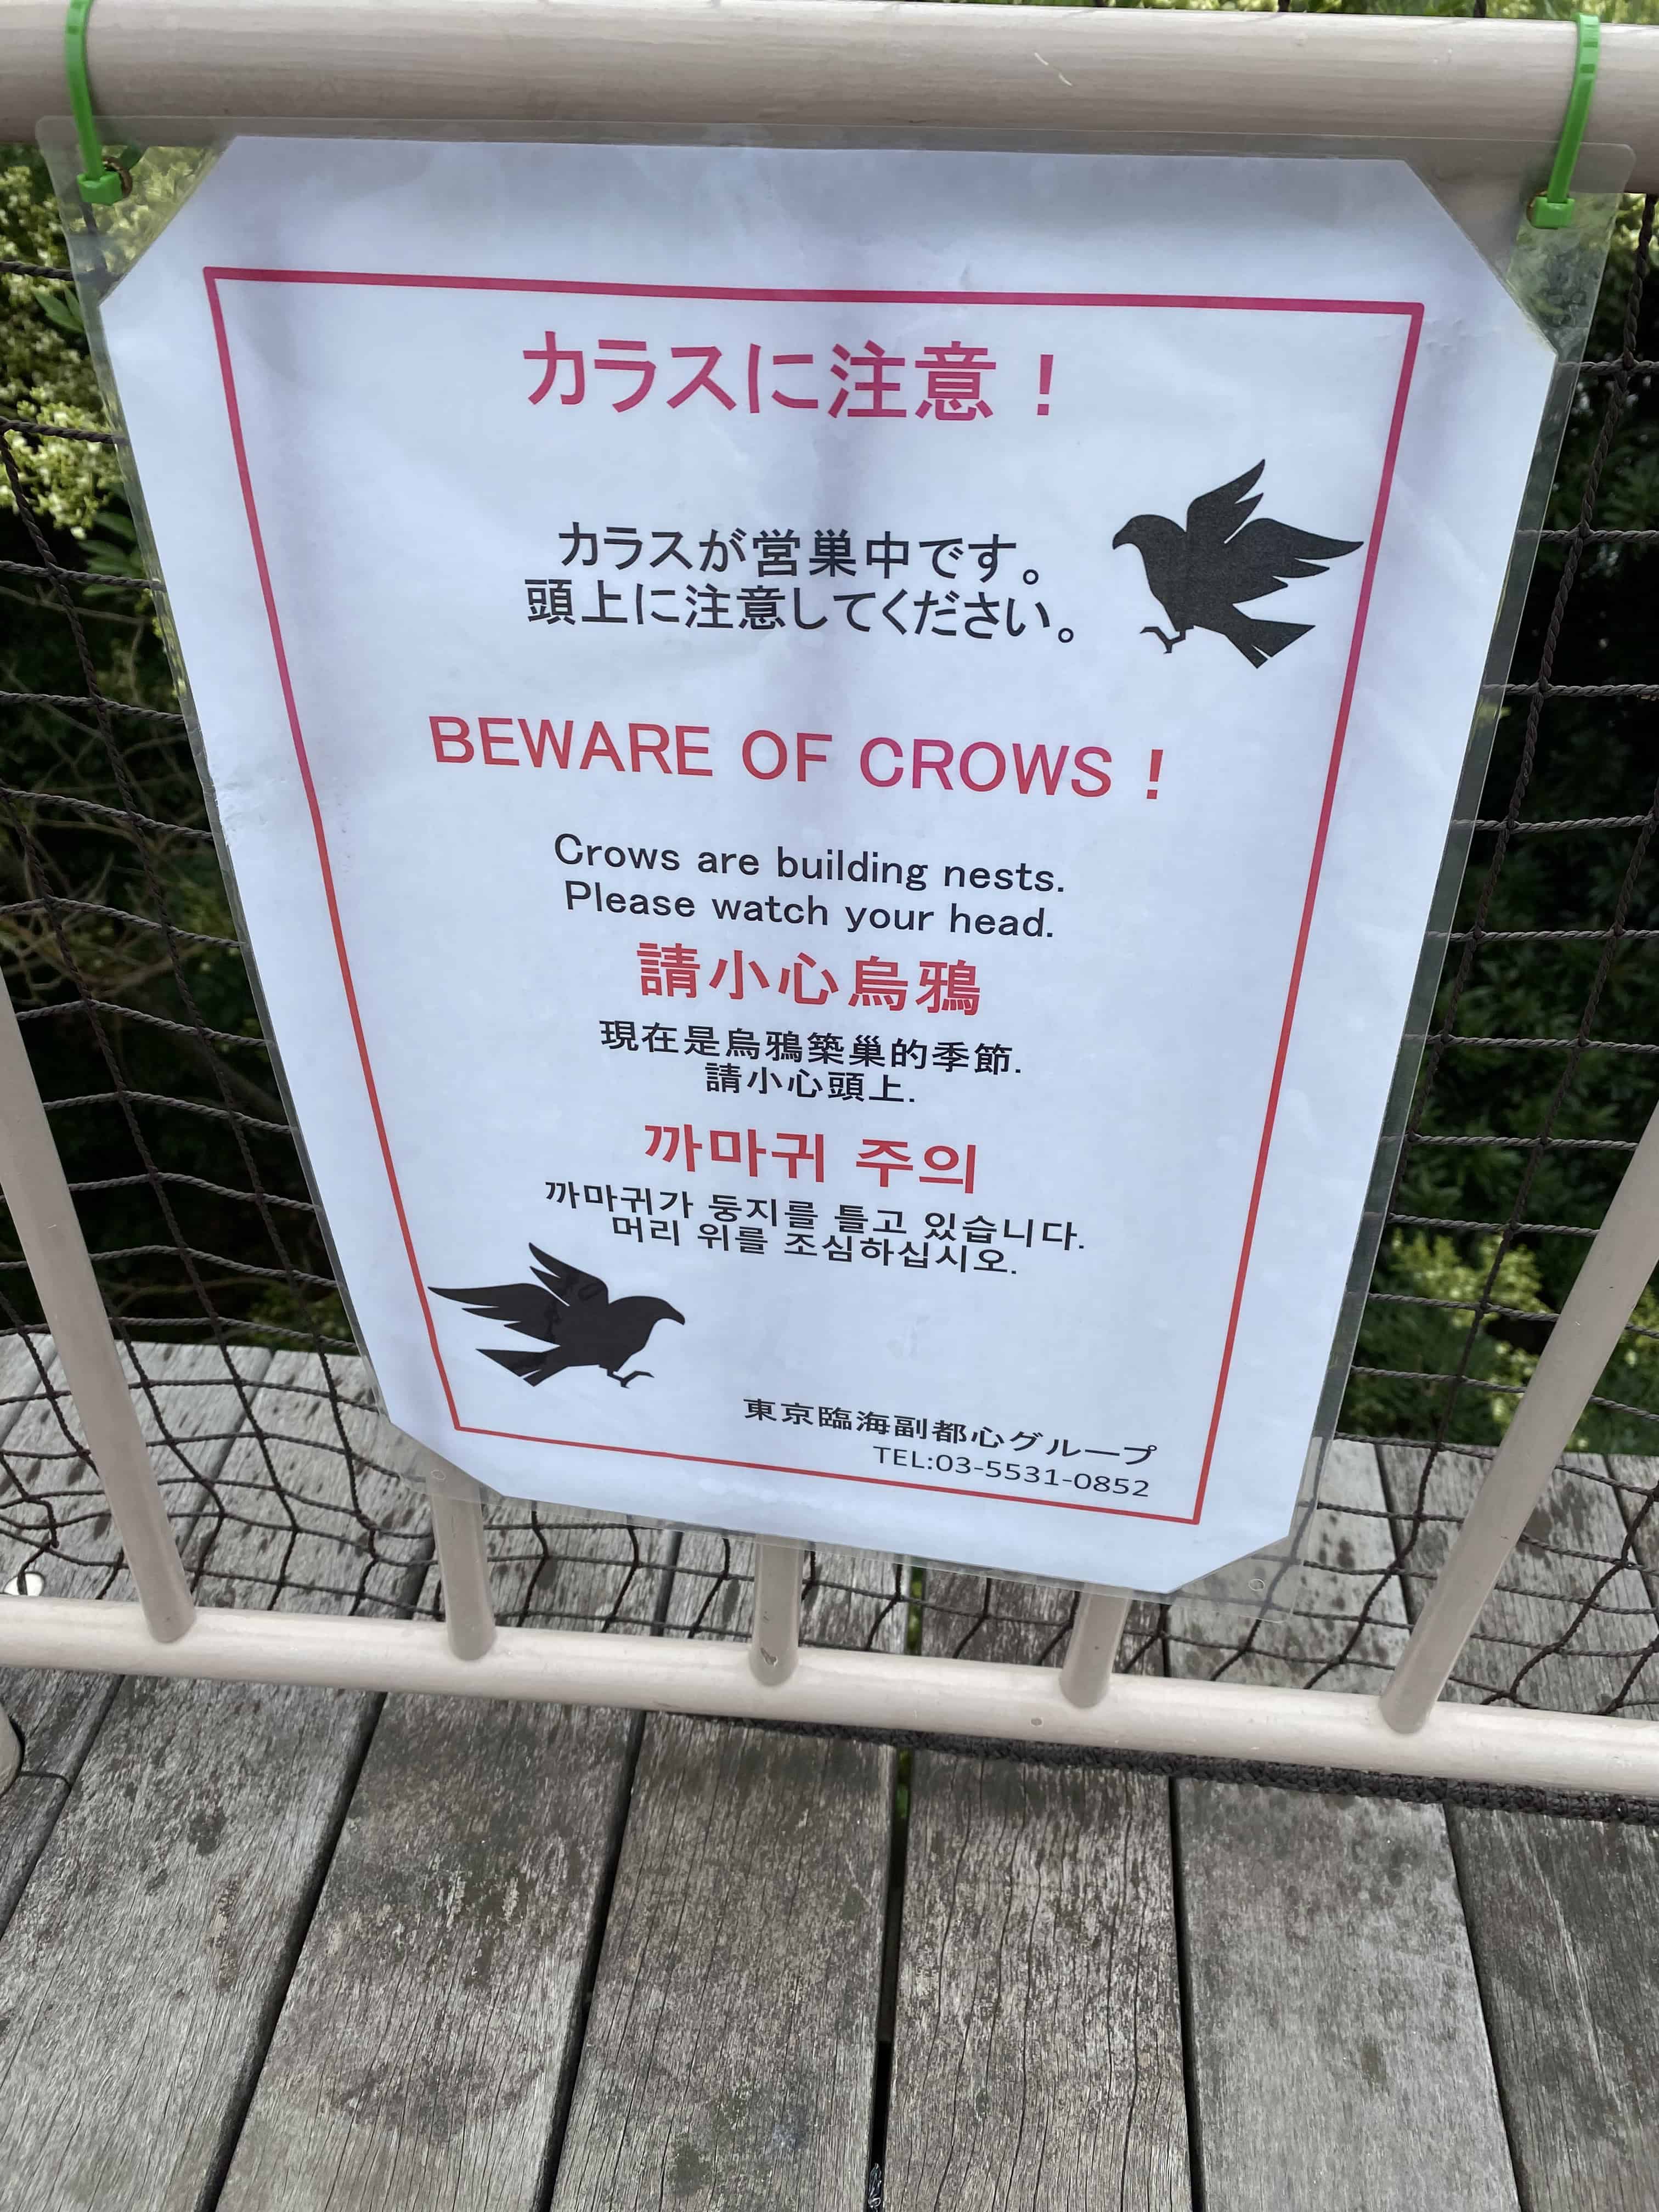 カラスに注意！
カラスが営巣中です。
頭上に注意してください。
BEWARE OF CROWS !
Crows are building nests.
Please watch your head.
請小心烏鴉
現在是烏鴉築巢的季節.
請小心頭上.
까마귀 주의
까마귀가 둥지를 틀고 있습니다.
머리 위를 조심하십시오.
東京臨海副都心グループ
TEL:03-5531-0852